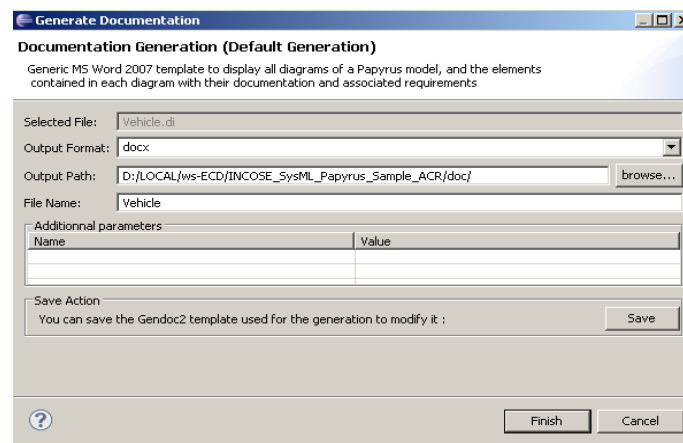 Generate Documentation
Documentation Generation (Default Generation)
Generic MS Word 2007 template to display all diagrams of a Papyrus model, and the elements
contained in each diagram with their documentation and associated requirements
Selected File: Vehicle.di
Output Format: docx
Output Path: D:/LOCAL/ws-ECD/INCOSE_SysML_Papyrus_Sample_ACR/doc/ browse...
File Name: Vehicle
Additionnal parameters
Name Value
Save Action
You can save the Gendoc2 template used for the generation to modify it : Save
? Finish Cancel